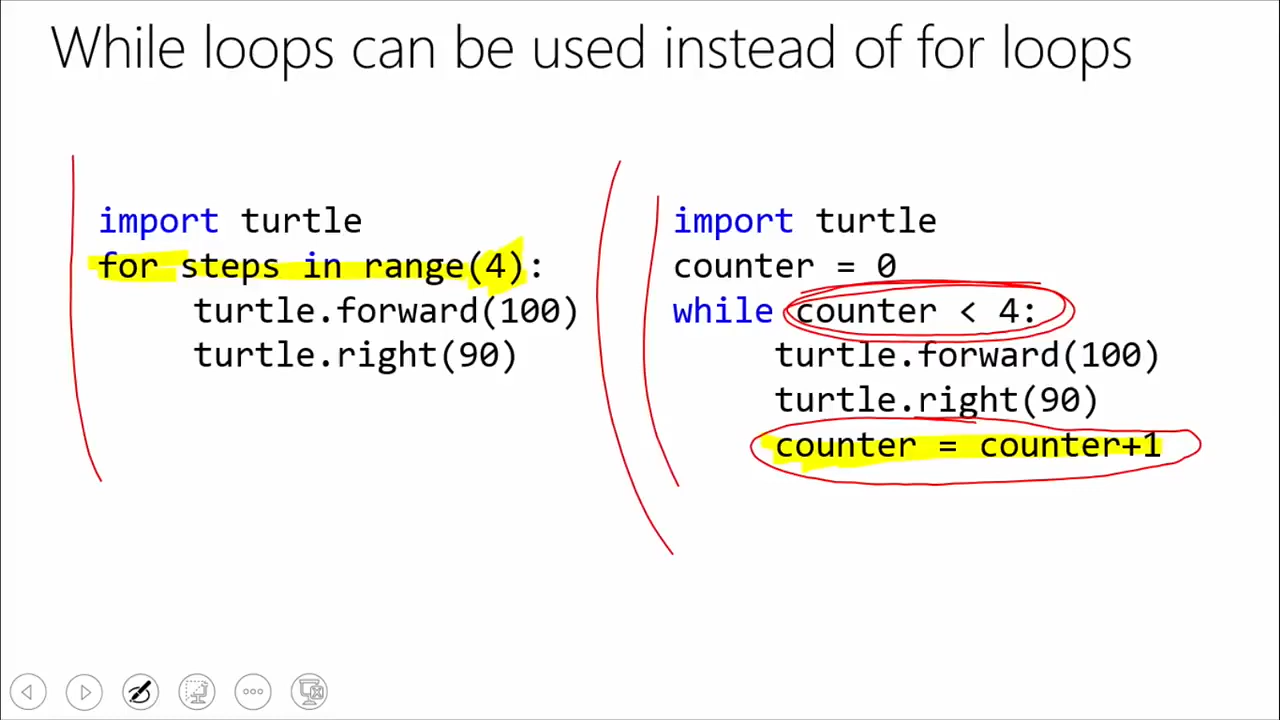 While loops can be used instead of for loops
import turtle
for steps in range(4):
turtle.forward(100)
turtle.right(90)
import turtle
counter = 0
while counter < 4:
turtle.forward(100)
turtle.right(90)
counter = counter+1